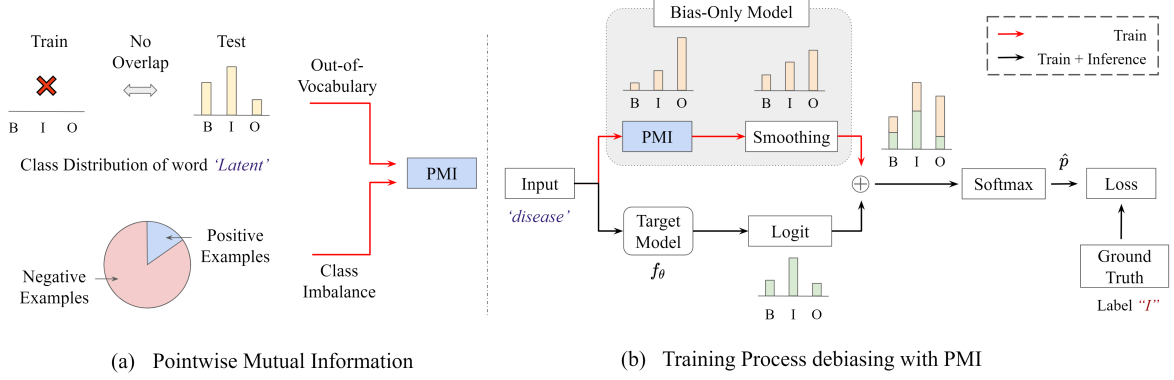 Train
No
Overlap
Test
B I O
B I O
Class Distribution of word ‘Latent’
Out-of-
Vocabulary
PMI
Positive
Examples
Negative
Examples
Class
Imbalance
(a) Pointwise Mutual Information
Bias-Only Model
B I O
B I O
PMI
Smoothing
Input
‘disease’
Target
Model
fθ
Logit
B I O
B I O
Softmax
p̂
Loss
Ground
Truth
Label “I”
Train
Train + Inference
(b) Training Process debiasing with PMI